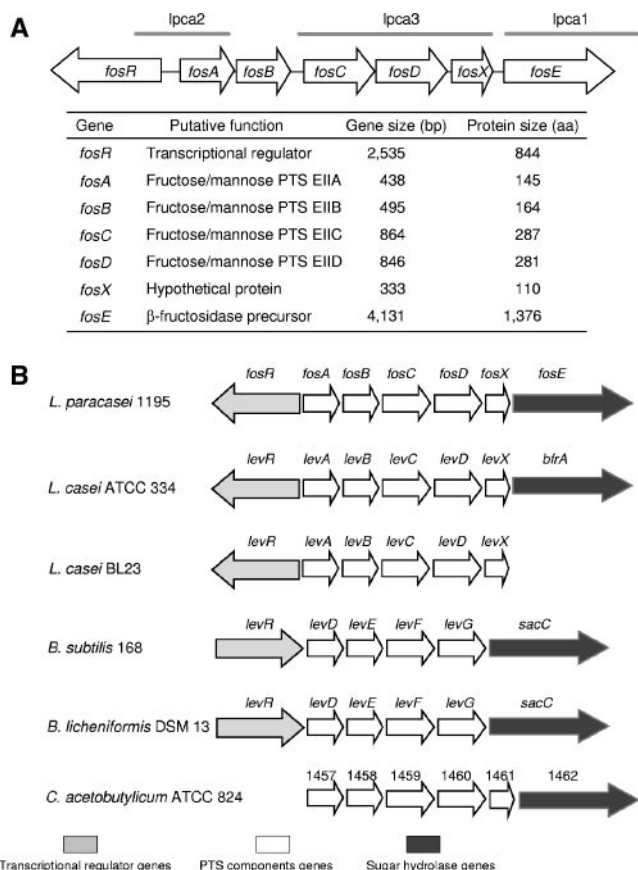 A
lpca2 lpca3 lpca1
fosR fosA fosB fosC fosD fosX fosE
Gene Putative function Gene size (bp) Protein size (aa)
fosR Transcriptional regulator 2,535 844
fosA Fructose/mannose PTS EIIA 438 145
fosB Fructose/mannose PTS EIIB 495 164
fosC Fructose/mannose PTS EIIC 864 287
fosD Fructose/mannose PTS EIID 846 281
fosX Hypothetical protein 333 110
fosE β-fructosidase precursor 4,131 1,376
B
fosR fosA fosB fosC fosD fosX fosE
L. paracasei 1195
levR levA levB levC levD levX bfrA
L. casei ATCC 334
levR levA levB levC levD levX
L. casei BL23
levR levD levE levF levG sacC
B. subtilis 168
levR levD levE levF levG sacC
B. licheniformis DSM 13
1457 1458 1459 1460 1461 1462
C. acetobutylicum ATCC 824
Transcriptional regulator genes PTS components genes Sugar hydrolase genes